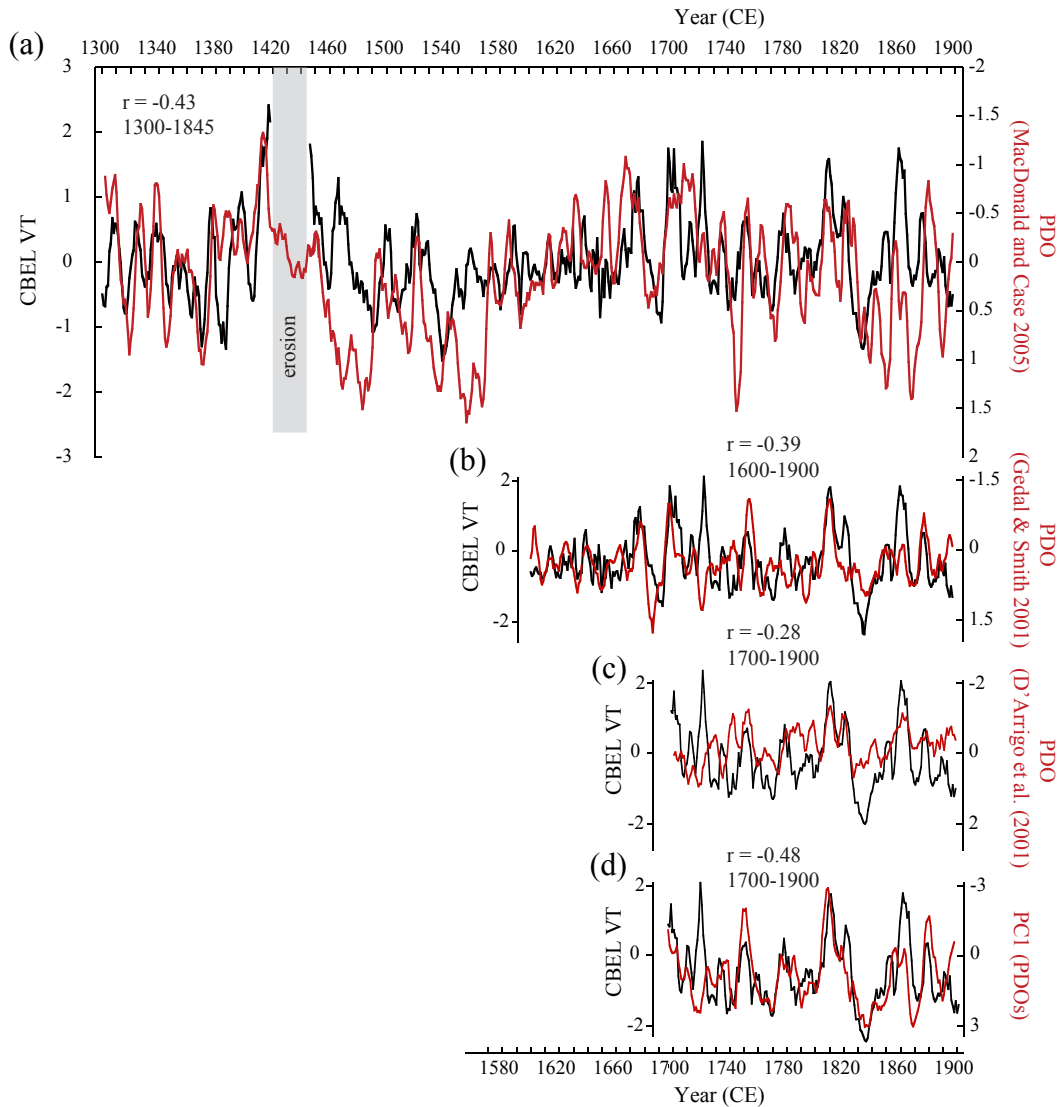 Year (CE)
(a)
1300 1340 1380 1420 1460 1500 1540 1580 1620 1660 1700 1740 1780 1820 1860 1900
3
2
1
0
-1
-2
-3
CBEL VT
r = -0.43
1300-1845
erosion
-2
-1.5
-1
-0.5
0
0.5
1
1.5
2
PDO
(MacDonald and Case 2005)
(b)
r = -0.39
1600-1900
2
0
-2
CBEL VT
-1.5
0
1.5
PDO
(Gedal & Smith 2001)
(c)
r = -0.28
1700-1900
2
0
-2
CBEL VT
-2
0
2
PDO
(D'Arrigo et al. (2001)
(d)
r = -0.48
1700-1900
2
0
-2
CBEL VT
-3
0
3
PC1 (PDOs)
1580 1620 1660 1700 1740 1780 1820 1860 1900
Year (CE)